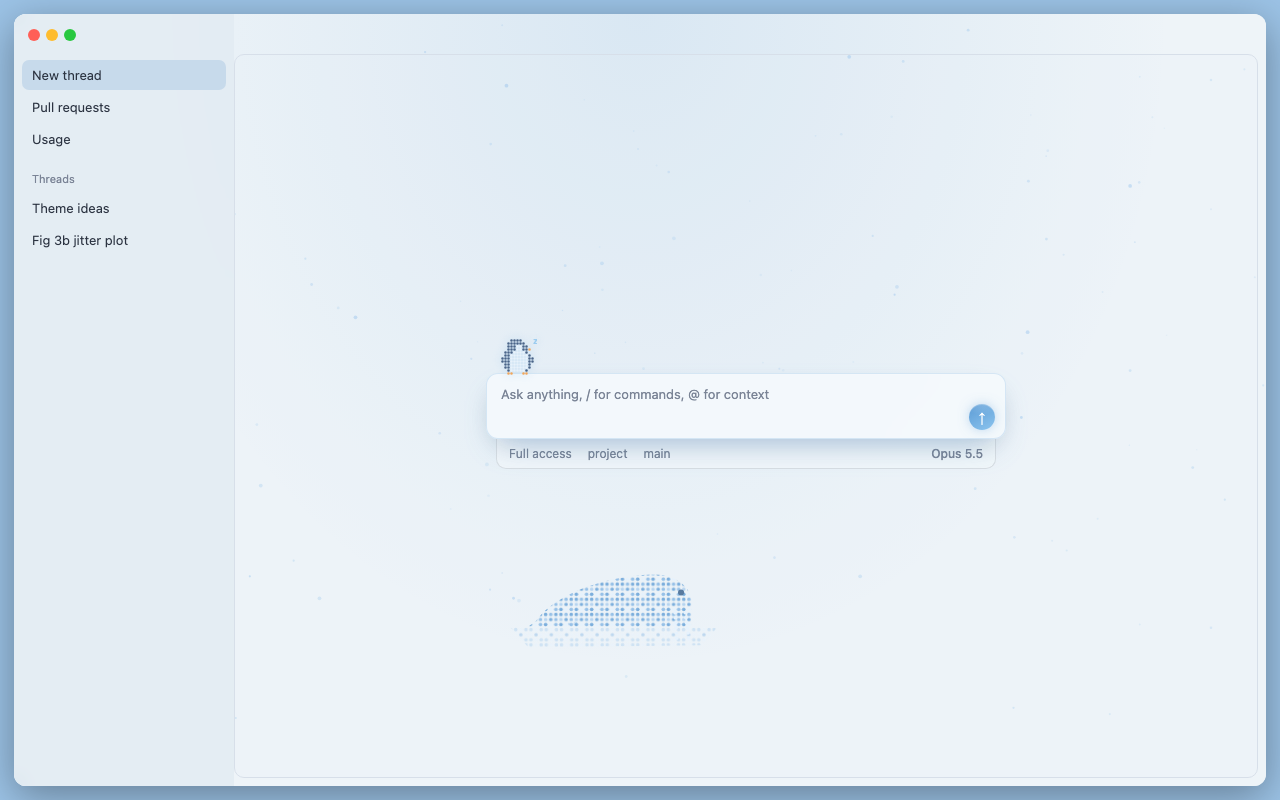 New thread
Pull requests
Usage
Threads
Theme ideas
Fig 3b jitter plot
z
Ask anything, / for commands, @ for context
↑
Full access project main Opus 5.5